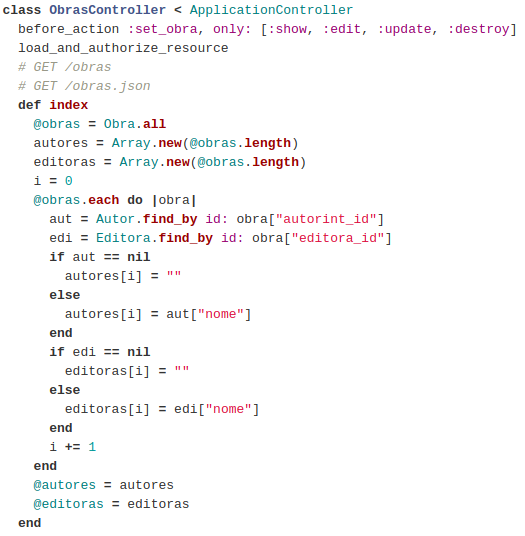 class ObrasController < ApplicationController
  before_action :set_obra, only: [:show, :edit, :update, :destroy]
  load_and_authorize_resource
  # GET /obras
  # GET /obras.json
  def index
    @obras = Obra.all
    autores = Array.new(@obras.length)
    editoras = Array.new(@obras.length)
    i = 0
    @obras.each do |obra|
      aut = Autor.find_by id: obra["autorint_id"]
      edi = Editora.find_by id: obra["editora_id"]
      if aut == nil
        autores[i] = ""
      else
        autores[i] = aut["nome"]
      end
      if edi == nil
        editoras[i] = ""
      else
        editoras[i] = edi["nome"]
      end
      i += 1
    end
    @autores = autores
    @editoras = editoras
  end